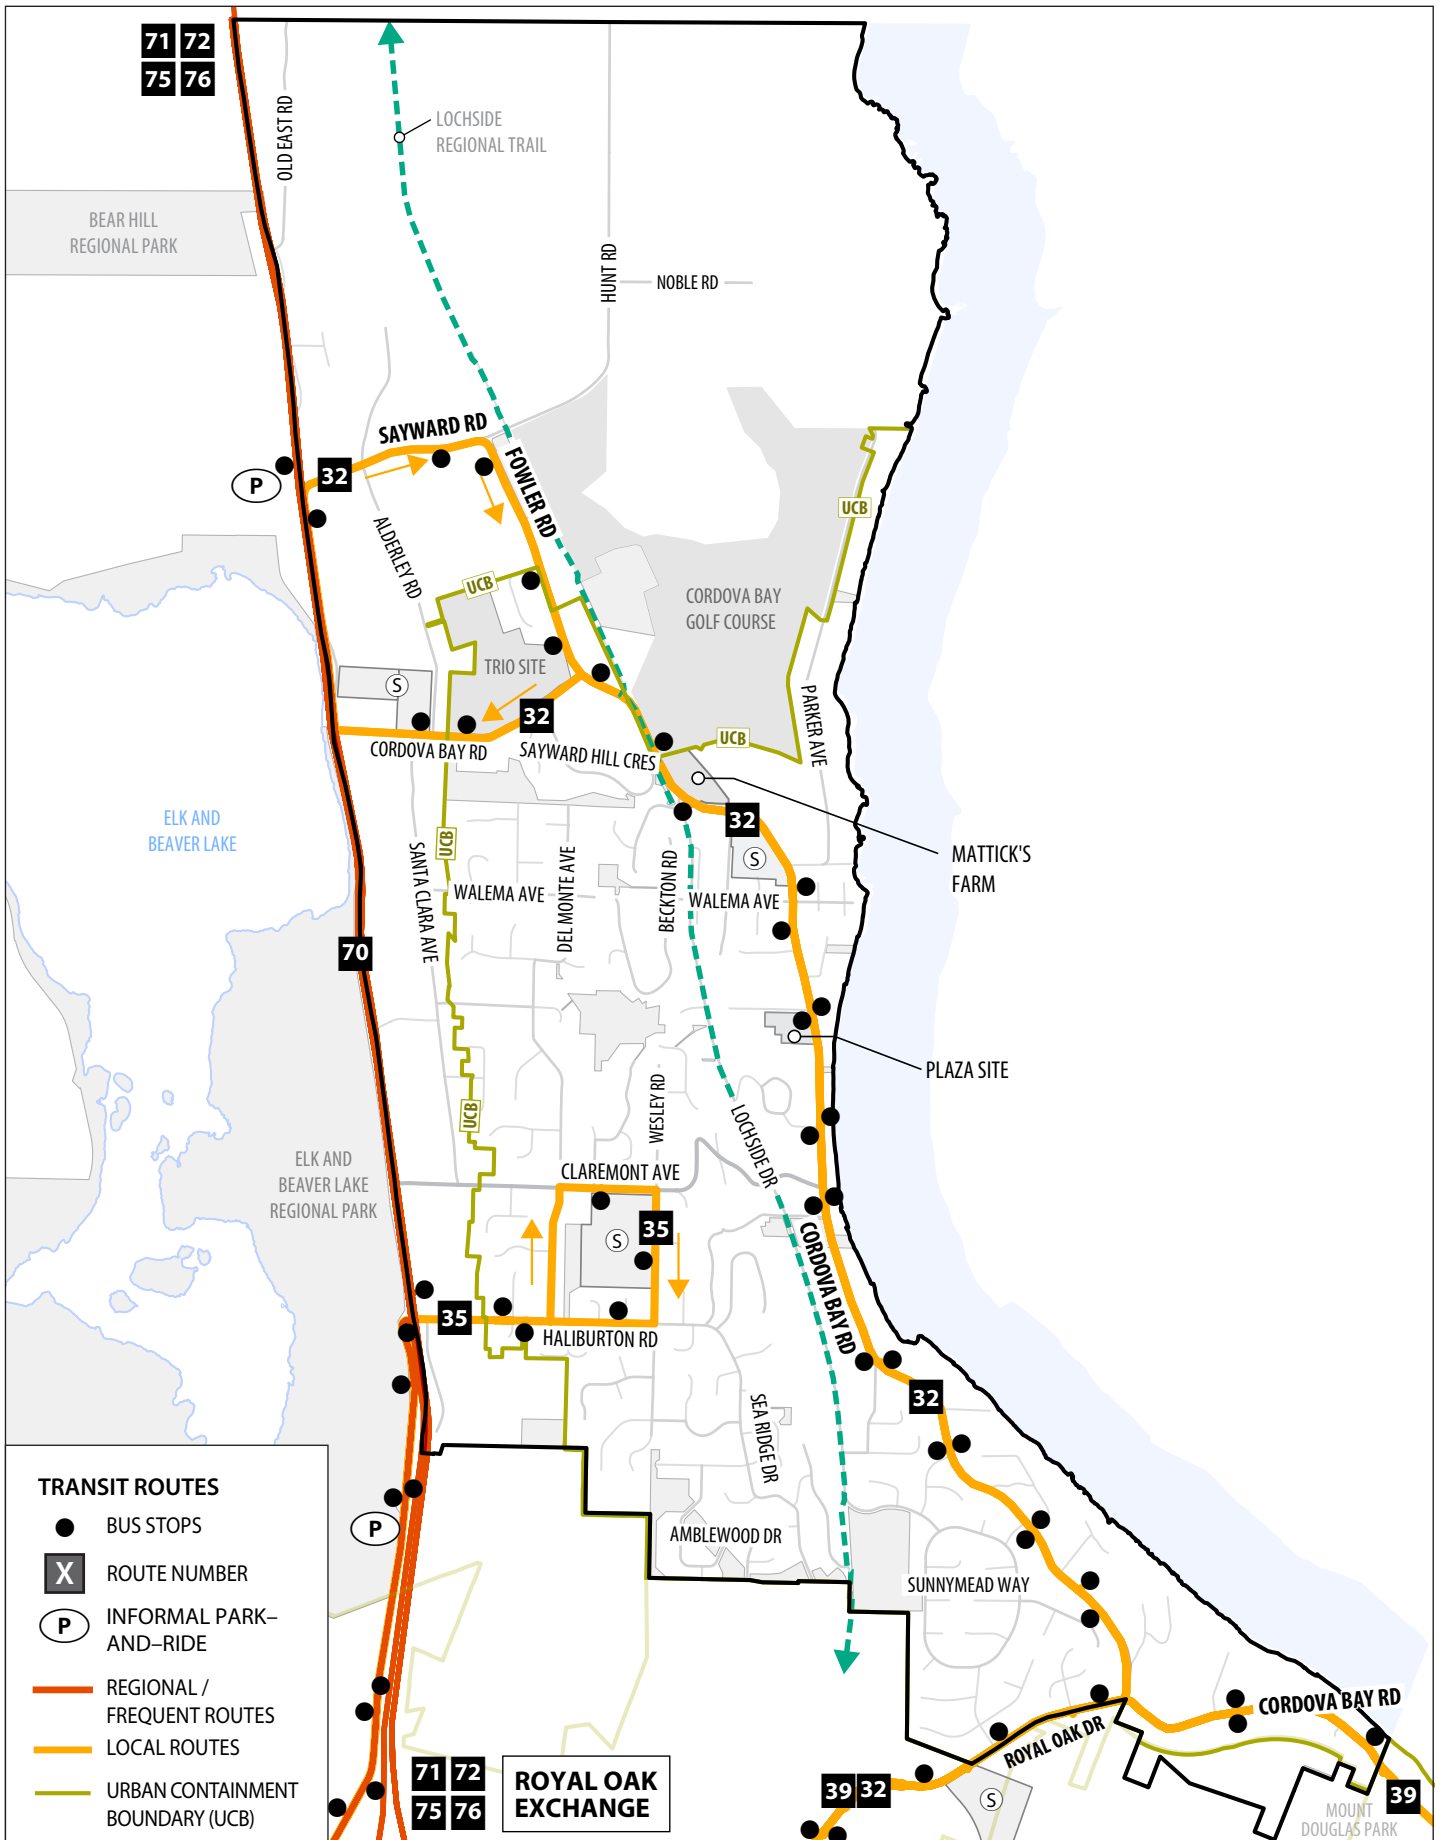 71 72
75 76
OLD EAST RD
LOCHSIDE
REGIONAL TRAIL
BEAR HILL
REGIONAL PARK
HUNT RD
NOBLE RD
SAYWARD RD
32
P
FOWLER RD
ALDERLEY RD
UCB
UCB
CORDOVA BAY
GOLF COURSE
TRIO SITE
S
32
CORDOVA BAY RD
SAYWARD HILL CRES
UCB
PARKER AVE
ELK AND
BEAVER LAKE
UCB
32
S
MATTICK'S
FARM
SANTA CLARA AVE
WALEMA AVE
DEL MONTE AVE
BECKTON RD
WALEMA AVE
70
PLAZA SITE
UCB
WESLEY RD
LOCHSIDE DR
ELK AND
BEAVER LAKE
REGIONAL PARK
CLAREMONT AVE
S
35
CORDOVA BAY RD
35
HALIBURTON RD
32
SEA RIDGE DR
AMBLEWOOD DR
SUNNYMEAD WAY
P
TRANSIT ROUTES
BUS STOPS
X ROUTE NUMBER
P INFORMAL PARK–
AND–RIDE
REGIONAL /
FREQUENT ROUTES
LOCAL ROUTES
URBAN CONTAINMENT
BOUNDARY (UCB)
71 72
75 76
ROYAL OAK
EXCHANGE
CORDOVA BAY RD
ROYAL OAK DR
39 32
S
39
MOUNT
DOUGLAS PARK